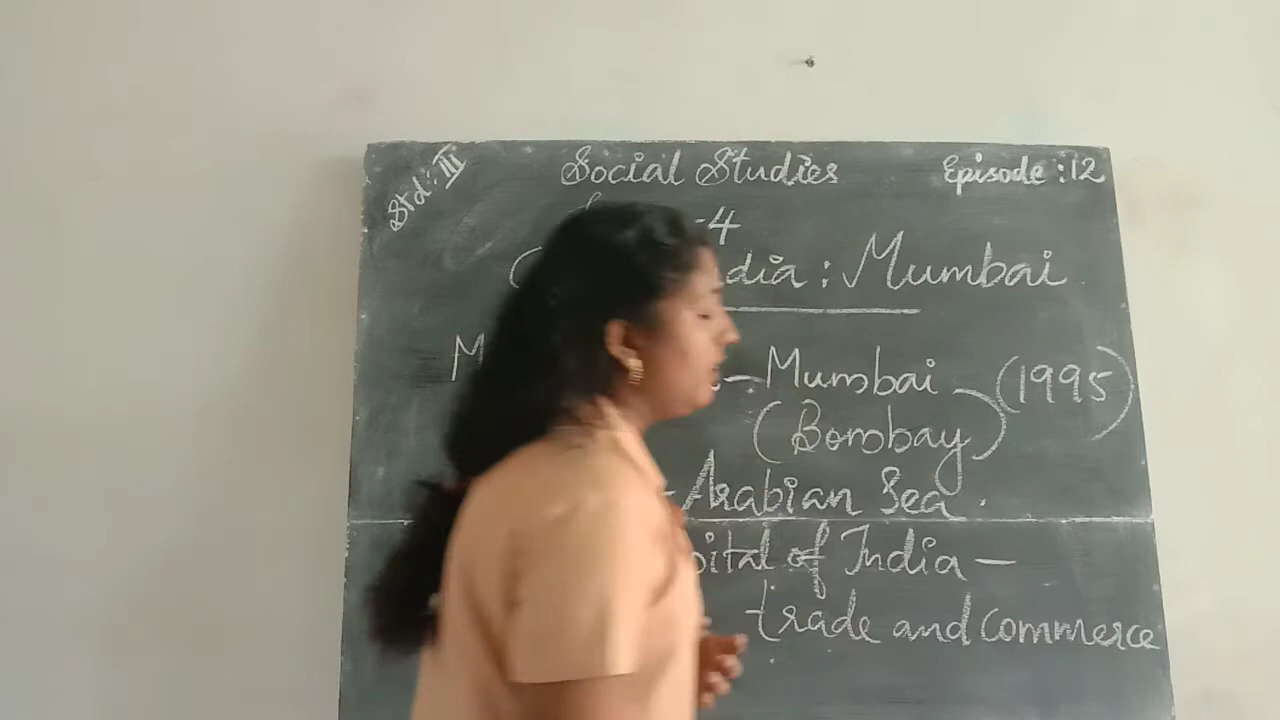 Std: III
Social Studies
Episode : 12
-4
dia : Mumbai
M
- Mumbai (1995)
(Bombay)
- Arabian Sea .
pital of India -
trade and commerce